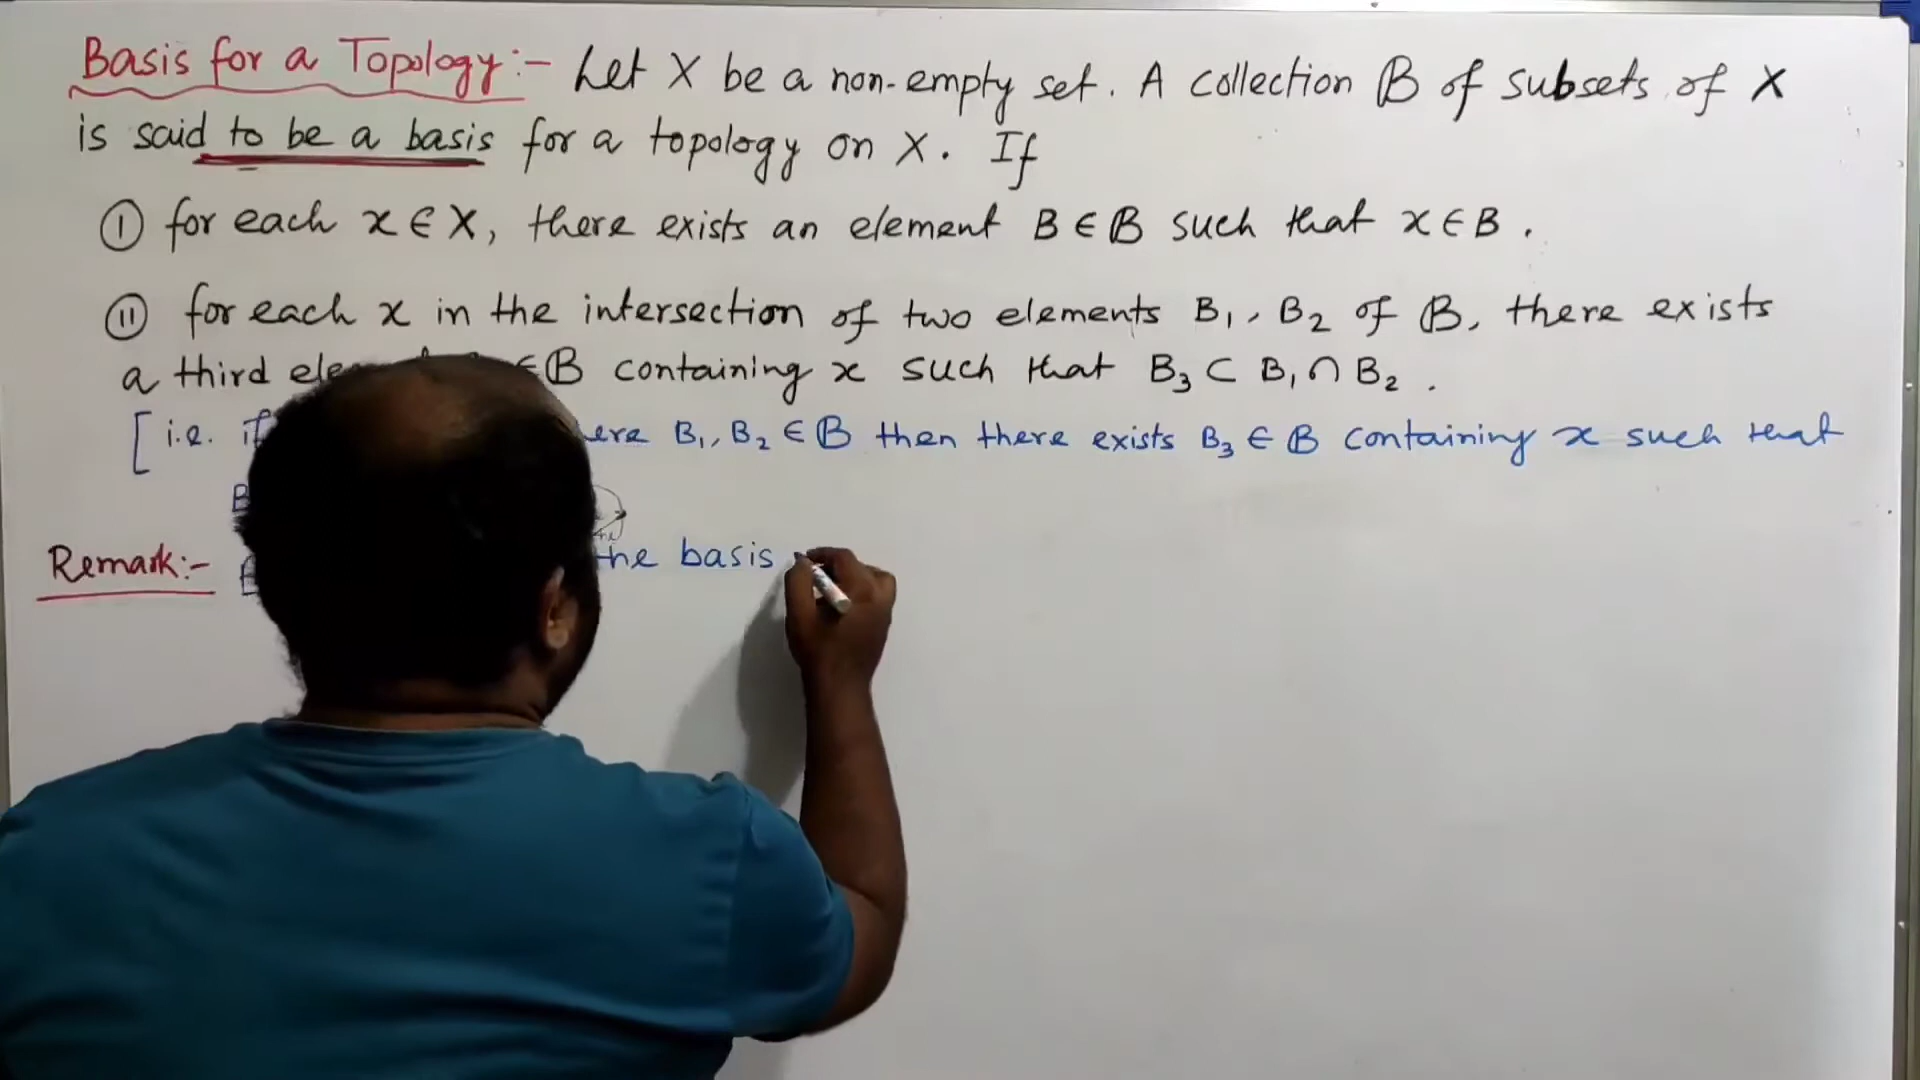 Basis for a Topology:- Let X be a non-empty set. A collection B of subsets of X
is said to be a basis for a topology on X. If
(I) for each x ∈ X, there exists an element B ∈ B such that x ∈ B.
(II) for each x in the intersection of two elements B₁, B₂ of B, there exists
a third ∈ B containing x such that B₃ ⊂ B₁ ∩ B₂.
[i.e. if B₁, B₂ ∈ B then there exists B₃ ∈ B containing x such that
Remark:- the basis